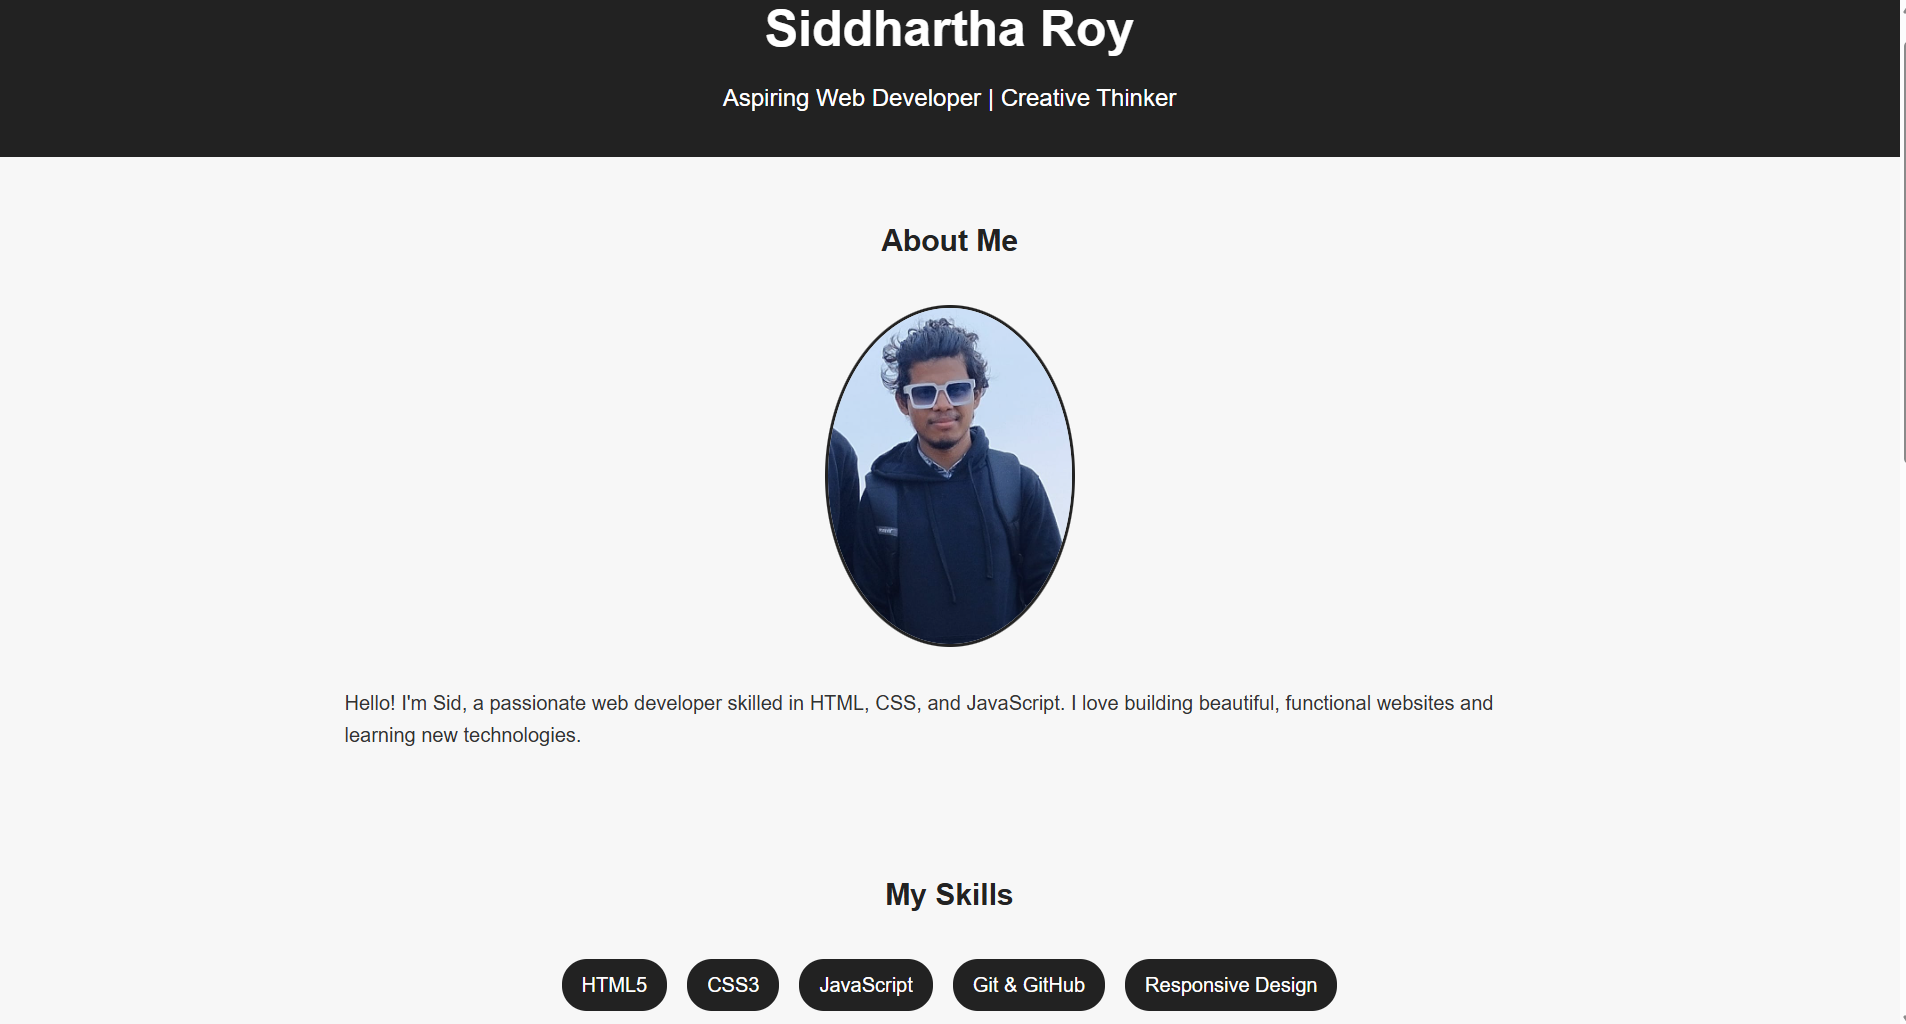 Siddhartha Roy
Aspiring Web Developer | Creative Thinker
About Me
Hello! I'm Sid, a passionate web developer skilled in HTML, CSS, and JavaScript. I love building beautiful, functional websites and
learning new technologies.
My Skills
HTML5 CSS3 JavaScript Git & GitHub Responsive Design